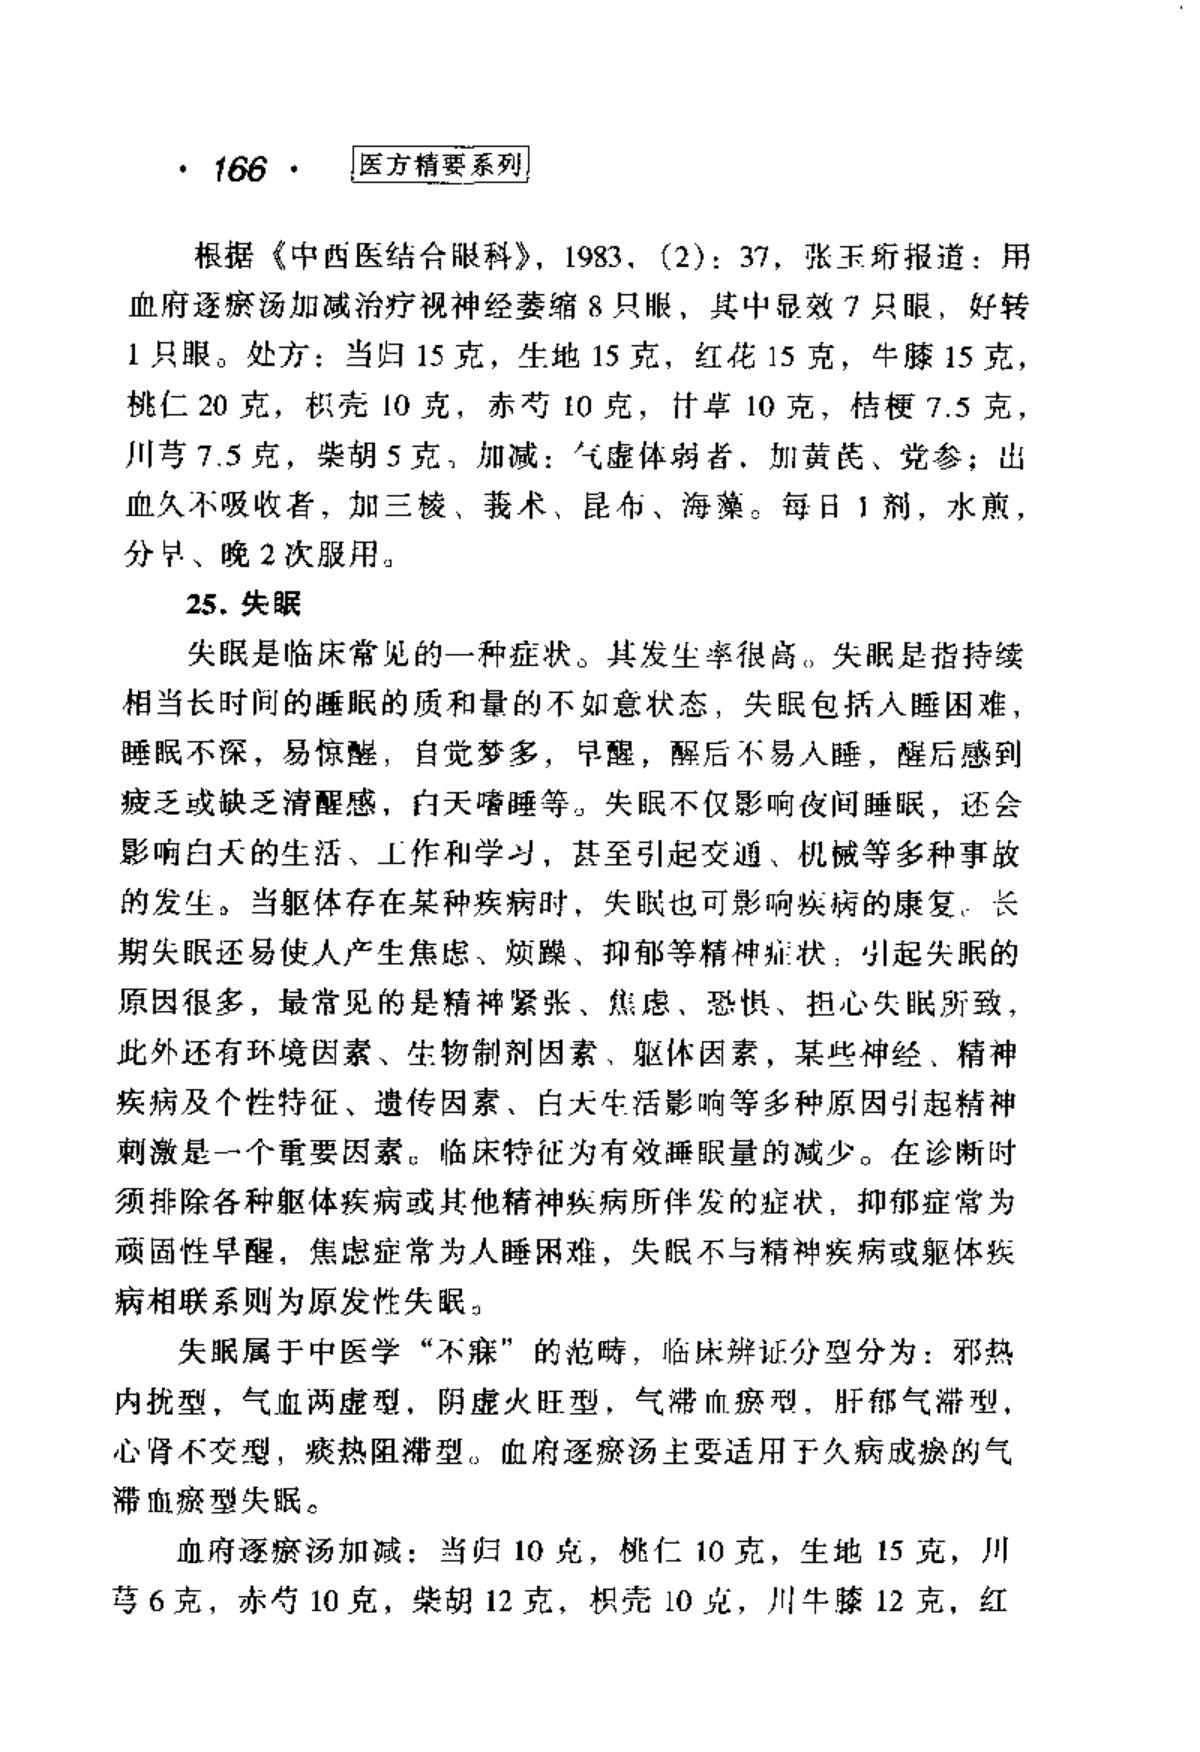 · 166 · 医方精要系列
根据《中西医结合眼科》，1983，（2）：37，张玉珩报道：用
血府逐瘀汤加减治疗视神经萎缩 8 只眼，其中显效 7 只眼，好转
1 只眼。处方：当归 15 克，生地 15 克，红花 15 克，牛膝 15 克，
桃仁 20 克，枳壳 10 克，赤芍 10 克，甘草 10 克，桔梗 7.5 克，
川芎 7.5 克，柴胡 5 克。加减：气虚体弱者，加黄芪、党参；出
血久不吸收者，加三棱、莪术、昆布、海藻。每日 1 剂，水煎，
分早、晚 2 次服用。
25. 失眠
失眠是临床常见的一种症状。其发生率很高。失眠是指持续
相当长时间的睡眠的质和量的不如意状态，失眠包括入睡困难，
睡眠不深，易惊醒，自觉梦多，早醒，醒后不易入睡，醒后感到
疲乏或缺乏清醒感，白天嗜睡等。失眠不仅影响夜间睡眠，还会
影响白天的生活、工作和学习，甚至引起交通、机械等多种事故
的发生。当躯体存在某种疾病时，失眠也可影响疾病的康复。长
期失眠还易使人产生焦虑、烦躁、抑郁等精神症状；引起失眠的
原因很多，最常见的是精神紧张、焦虑、恐惧、担心失眠所致，
此外还有环境因素、生物制剂因素、躯体因素，某些神经、精神
疾病及个性特征、遗传因素、白天生活影响等多种原因引起精神
刺激是一个重要因素。临床特征为有效睡眠量的减少。在诊断时
须排除各种躯体疾病或其他精神疾病所伴发的症状，抑郁症常为
顽固性早醒，焦虑症常为入睡困难，失眠不与精神疾病或躯体疾
病相联系则为原发性失眠。
失眠属于中医学“不寐”的范畴，临床辨证分型分为：邪热
内扰型，气血两虚型，阴虚火旺型，气滞血瘀型，肝郁气滞型，
心肾不交型，痰热阻滞型。血府逐瘀汤主要适用于久病成瘀的气
滞血瘀型失眠。
血府逐瘀汤加减：当归 10 克，桃仁 10 克，生地 15 克，川
芎 6 克，赤芍 10 克，柴胡 12 克，枳壳 10 克，川牛膝 12 克，红